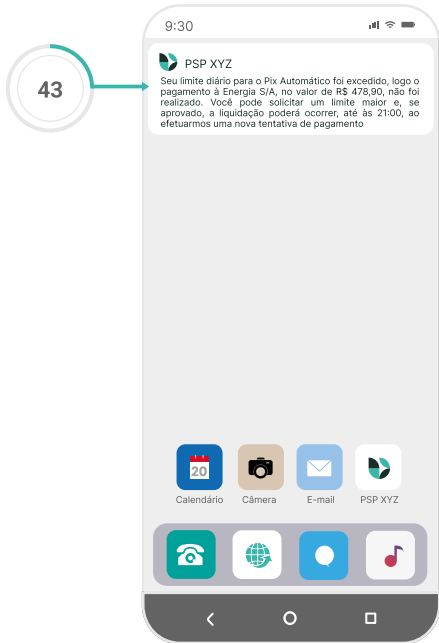 9:30
PSP XYZ
43
Seu limite diário para o Pix Automático foi excedido, logo o
pagamento à Energia S/A, no valor de R$ 478,90, não foi
realizado. Você pode solicitar um limite maior e, se
aprovado, a liquidação poderá ocorrer, até às 21:00, ao
efetuarmos uma nova tentativa de pagamento
20
Calendário Câmera E-mail PSP XYZ